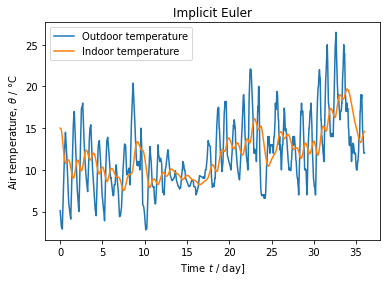 Implicit Euler
Outdoor temperature
Indoor temperature
Air temperature, θ / °C
25
20
15
10
5
0
5
10
15
20
25
30
35
Time t / day]